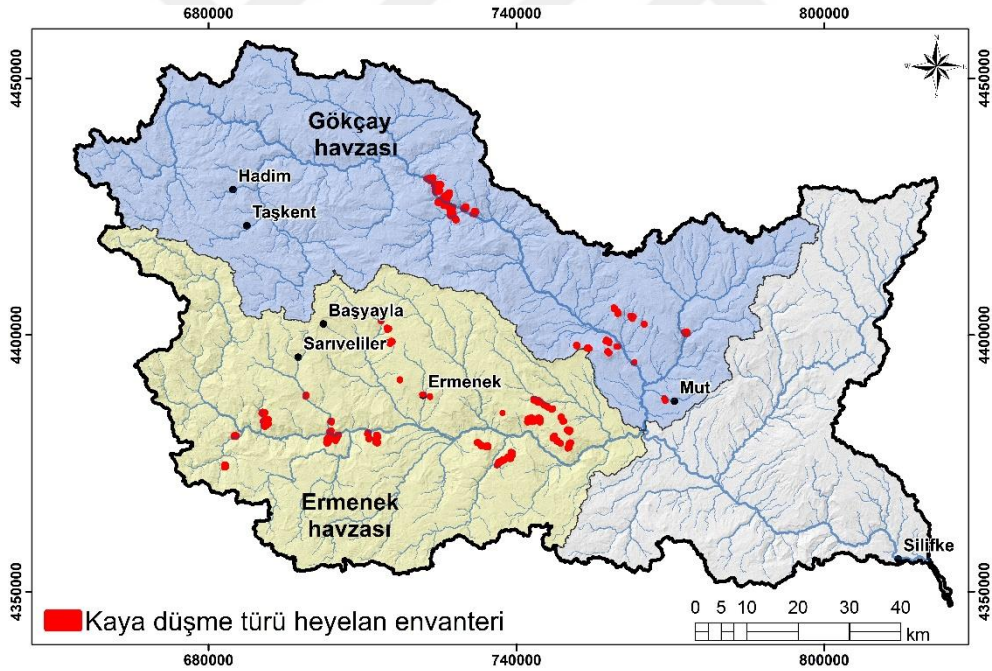 680000 740000 800000
4450000 4450000
Gökçay
havzası
Hadim
Taşkent
Başyayla
4400000 4400000
Sarıveliler
Ermenek
Mut
Ermenek
havzası
Silifke
4350000 4350000
Kaya düşme türü heyelan envanteri
0 5 10 20 30 40
km
680000 740000 800000